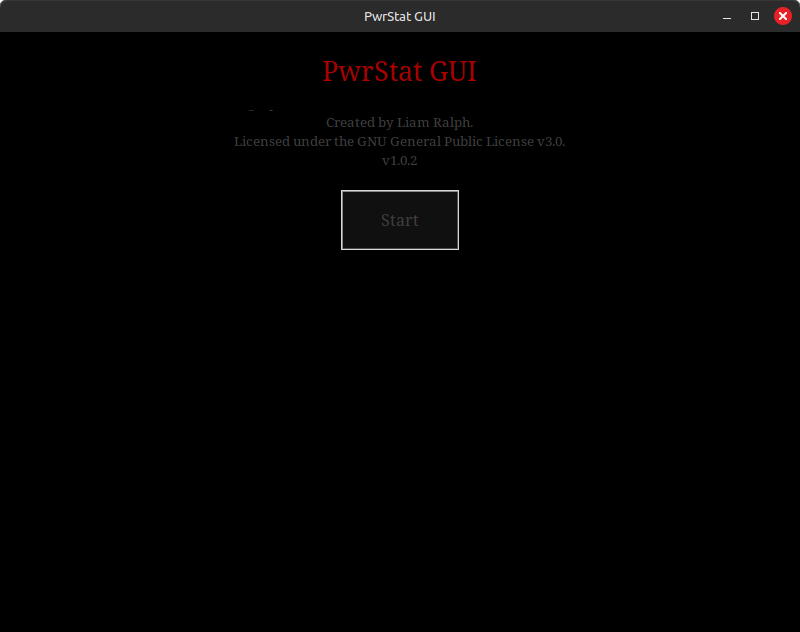 PwrStat GUI
PwrStat GUI
Created by Liam Ralph.
Licensed under the GNU General Public License v3.0.
v1.0.2
Start